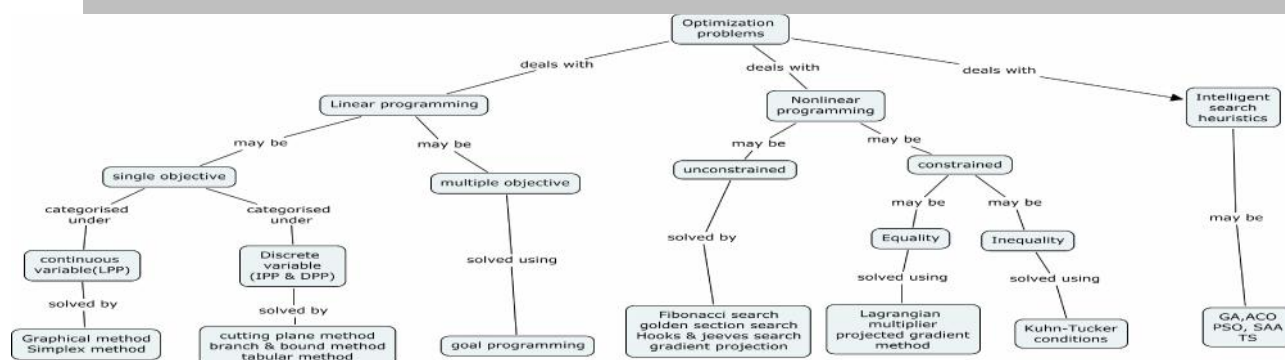 Optimization
problems
deals with
deals with
deals with
Linear programming
Nonlinear
programming
Intelligent
search
heuristics
may be
may be
may be
may be
single objective
multiple objective
unconstrained
constrained
categorised
under
categorised
under
may be
may be
may be
continuous
variable(LPP)
Discrete
variable
(IPP & DPP)
solved using
solved by
Equality
Inequality
solved by
solved by
solved using
solved using
Graphical method
Simplex method
cutting plane method
branch & bound method
tabular method
goal programming
Fibonacci search
golden section search
Hooks & jeeves search
gradient projection
Lagrangian
multiplier
projected gradient
method
Kuhn-Tucker
conditions
GA,ACO
PSO, SAA
TS